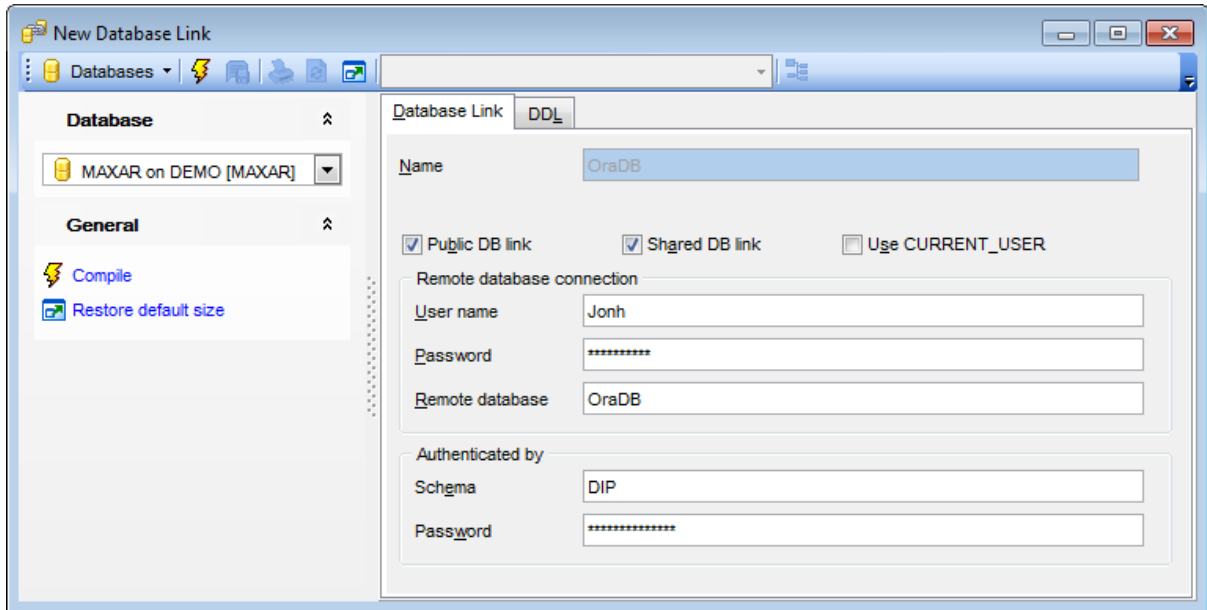 New Database Link
Databases
Database
MAXAR on DEMO [MAXAR]
General
Compile
Restore default size
Database Link
DDL
Name
OraDB
Public DB link
Shared DB link
Use CURRENT_USER
Remote database connection
User name
Jonh
Password
**********
Remote database
OraDB
Authenticated by
Schema
DIP
Password
**************